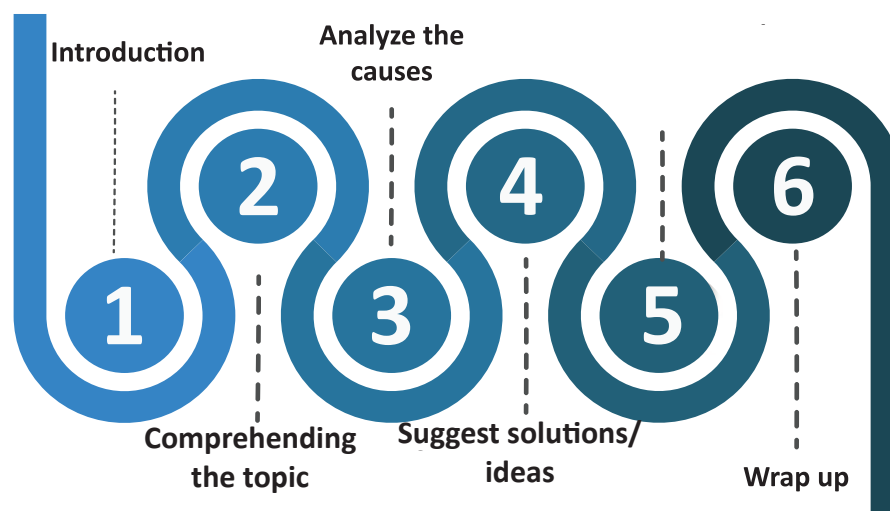 Introduction
1
2
Comprehending
the topic
Analyze the
causes
3
4
Suggest solutions/
ideas
5
6
Wrap up